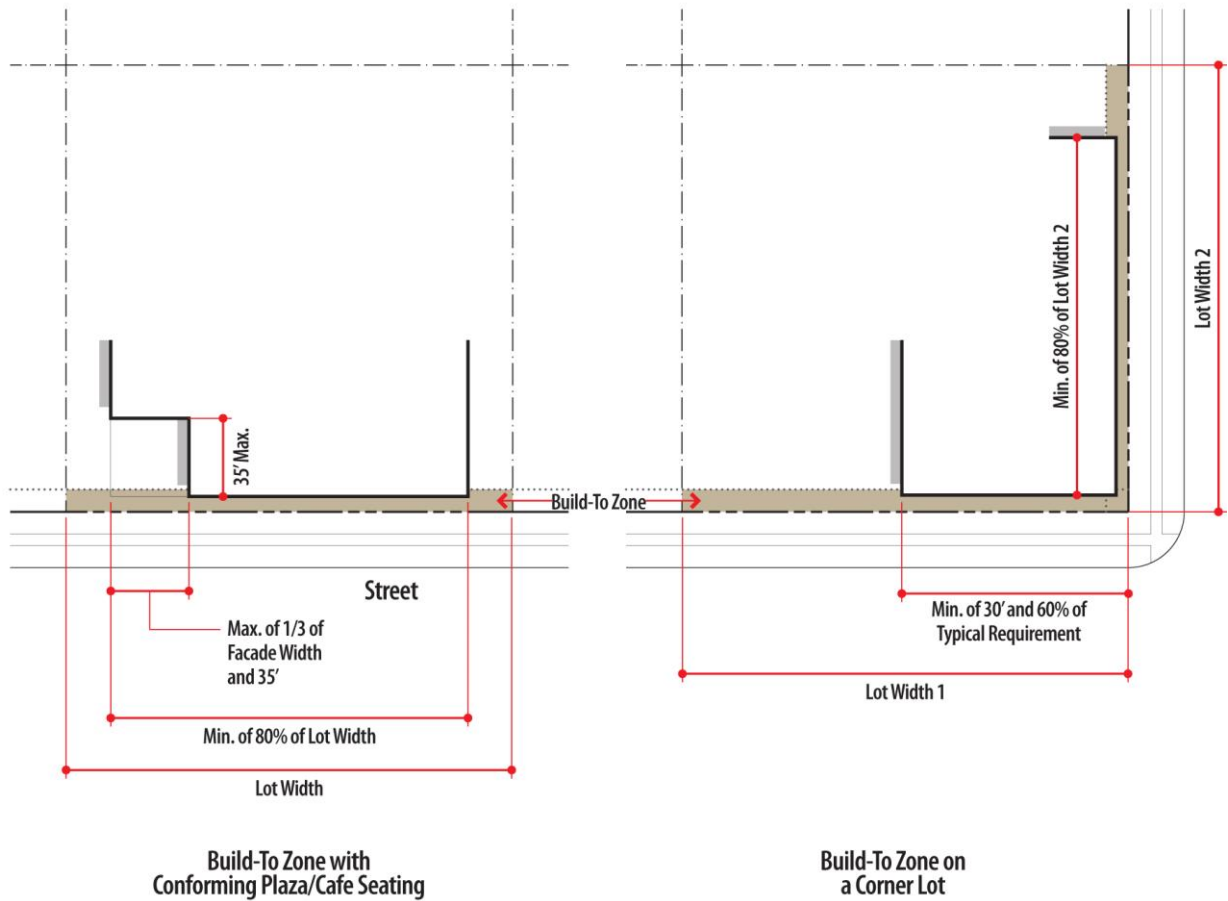 35’ Max.
Build-To Zone
Street
Max. of 1/3 of
Facade Width
and 35’
Min. of 80% of Lot Width
Lot Width
Build-To Zone with
Conforming Plaza/Cafe Seating
Min. of 80% of Lot Width 2
Lot Width 2
Min. of 30’ and 60% of
Typical Requirement
Lot Width 1
Build-To Zone on
a Corner Lot